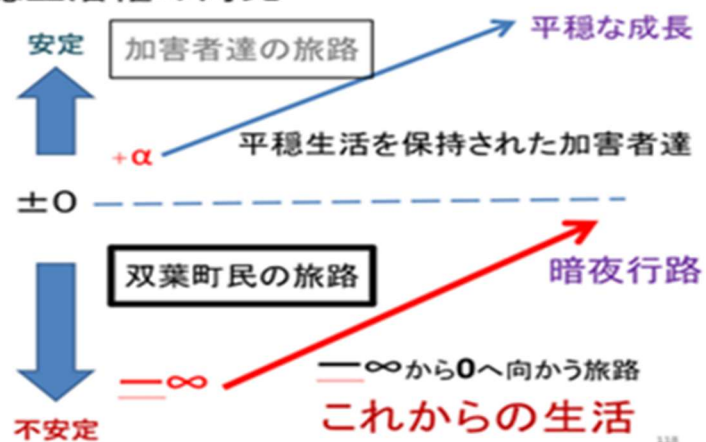 安定
加害者達の旅路
平穏な成長
+α
平穏生活を保持された加害者達
±0
双葉町民の旅路
暗夜行路
—∞
—∞から0へ向かう旅路
これからの生活
不安定